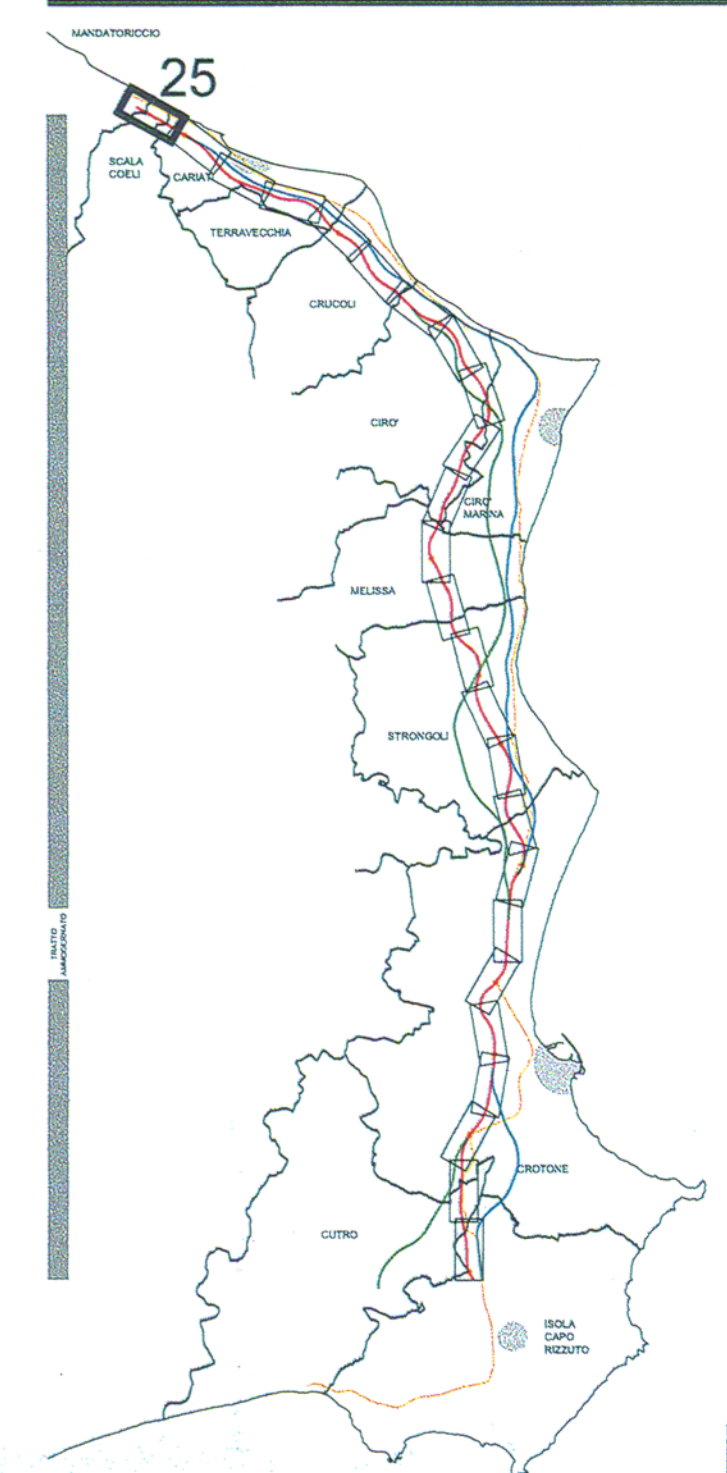 MANDATORICCIO
25
SCALA
COELI
CARIATI
TERRAVECCHIA
CRUCOLI
CIRO'
CIRO'
MARINA
MELISSA
STRONGOLI
TRATTO
AMMODERNATO
CROTONE
CUTRO
ISOLA
CAPO
RIZZUTO